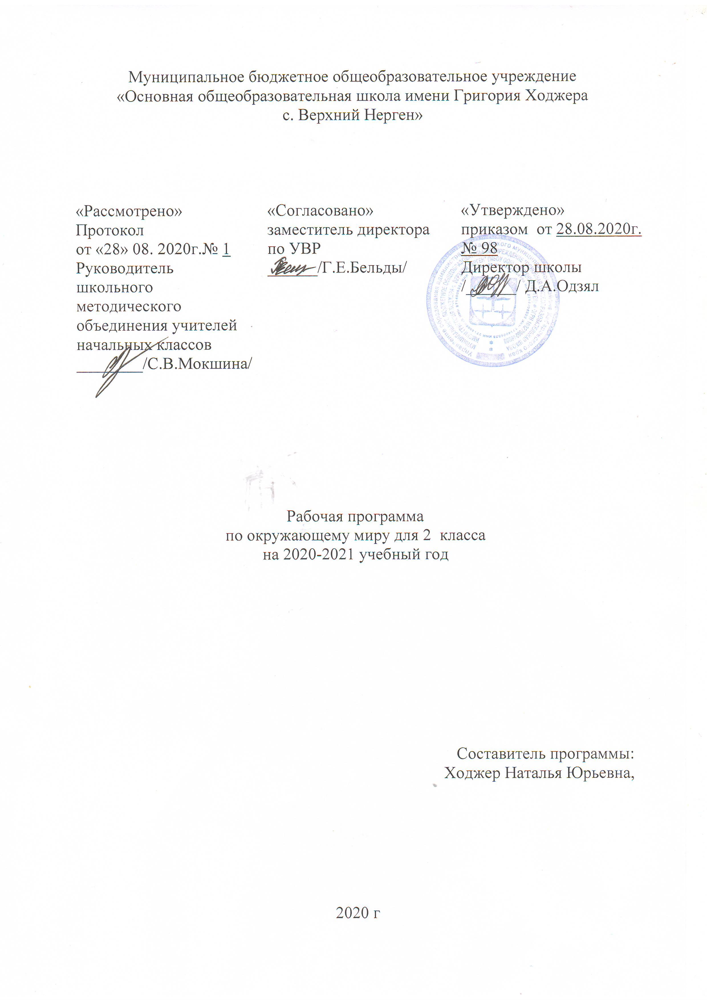 Муниципальное бюджетное общеобразовательное учреждение
«Основная общеобразовательная школа имени Григория Ходжера
с. Верхний Нерген»
«Рассмотрено»
Протокол
от «28» 08. 2020г.№ 1
Руководитель
школьного
методического
объединения учителей
начальных классов
/С.В.Мокшина/
«Согласовано»
заместитель директора
по УВР
/Г.Е.Бельды/
«Утверждено»
приказом от 28.08.2020г.
№ 98
Директор школы
/ / Д.А.Одзял
Рабочая программа
по окружающему миру для 2 класса
на 2020-2021 учебный год
Составитель программы:
Ходжер Наталья Юрьевна,
2020 г